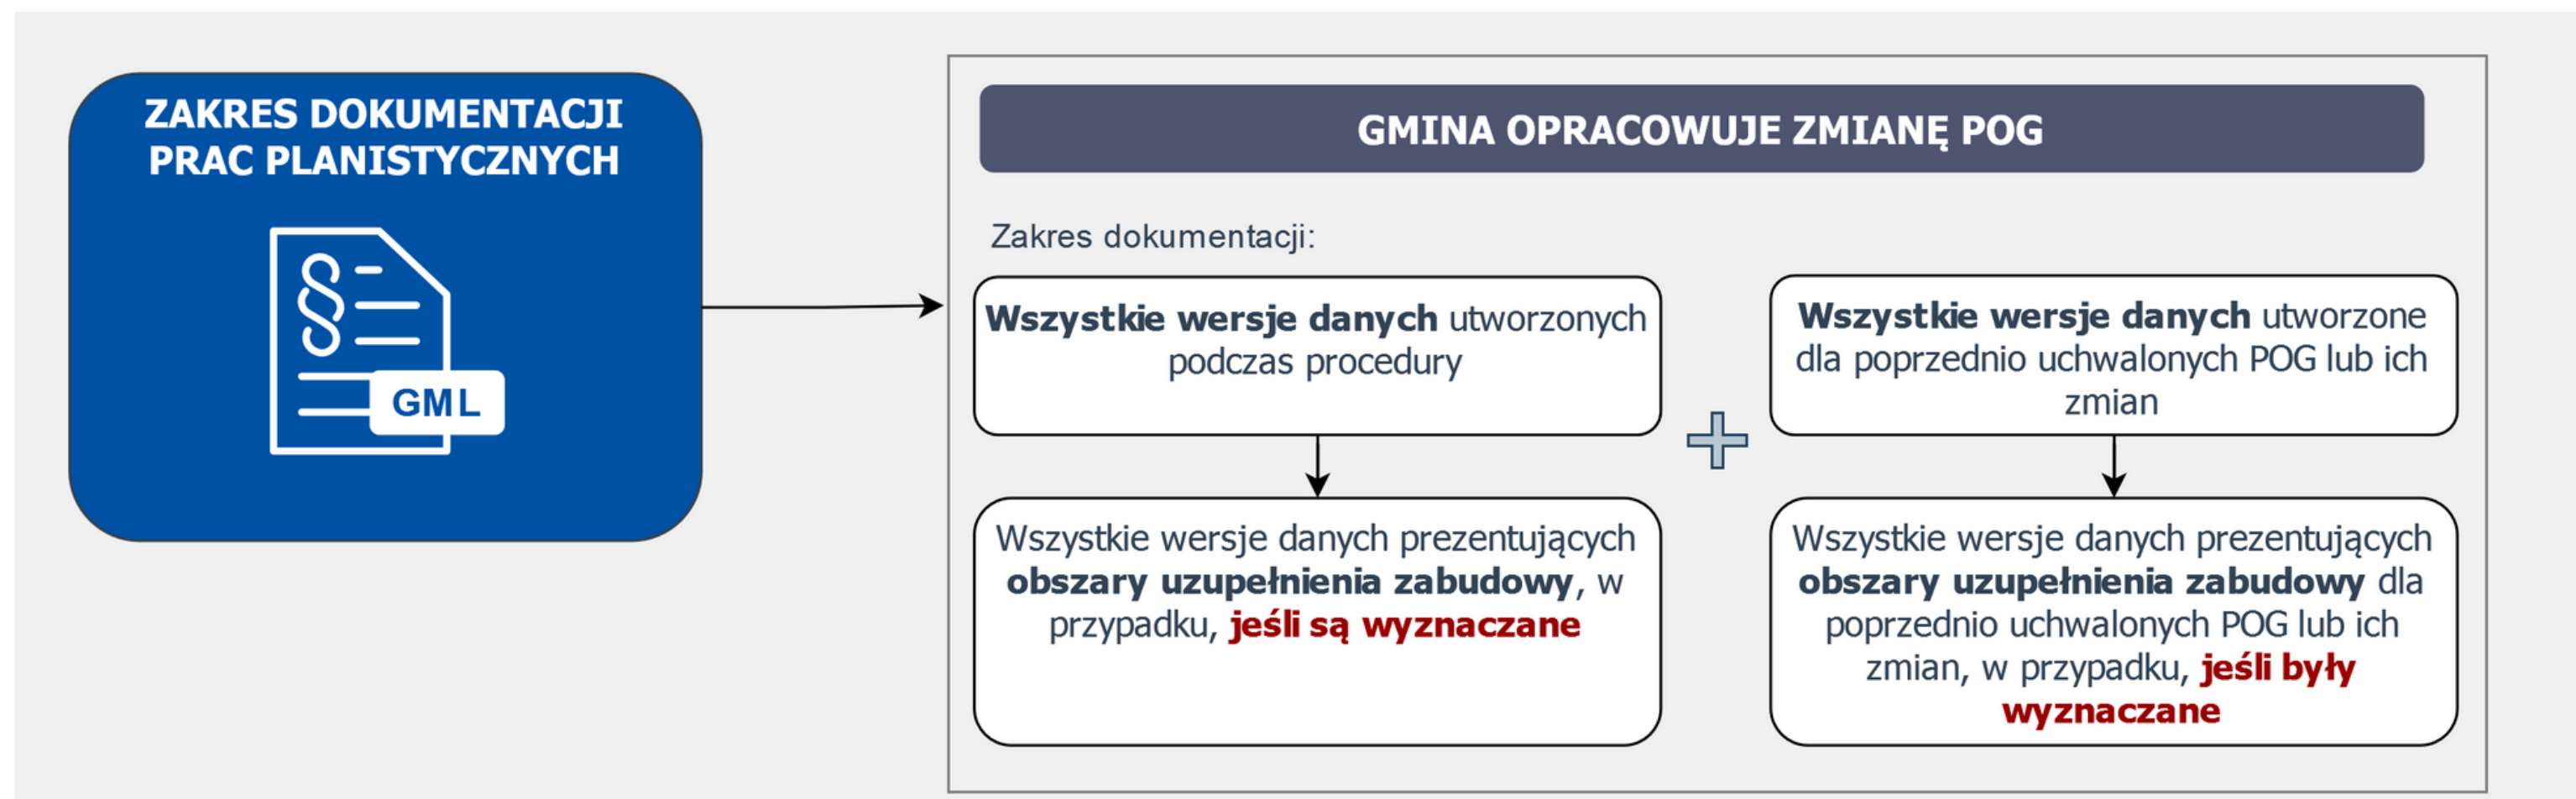 ZAKRES DOKUMENTACJI
PRAC PLANISTYCZNYCH
GML
GMINA OPRACOWUJE ZMIANĘ POG
Zakres dokumentacji:
Wszystkie wersje danych utworzonych
podczas procedury
Wszystkie wersje danych utworzone
dla poprzednio uchwalonych POG lub ich
zmian
Wszystkie wersje danych prezentujących
obszary uzupełnienia zabudowy, w
przypadku, jeśli są wyznaczane
Wszystkie wersje danych prezentujących
obszary uzupełnienia zabudowy dla
poprzednio uchwalonych POG lub ich
zmian, w przypadku, jeśli były
wyznaczane